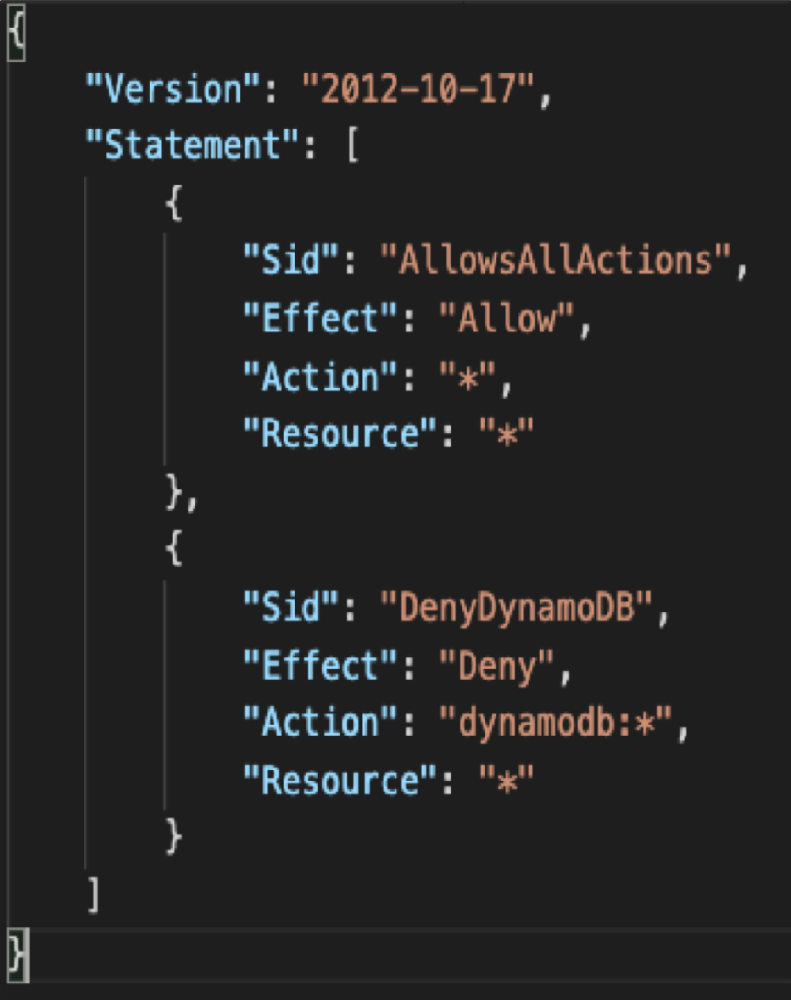 {
    "Version": "2012-10-17",
    "Statement": [
        {
            "Sid": "AllowsAllActions",
            "Effect": "Allow",
            "Action": "*",
            "Resource": "*"
        },
        {
            "Sid": "DenyDynamoDB",
            "Effect": "Deny",
            "Action": "dynamodb:*",
            "Resource": "*"
        }
    ]
}